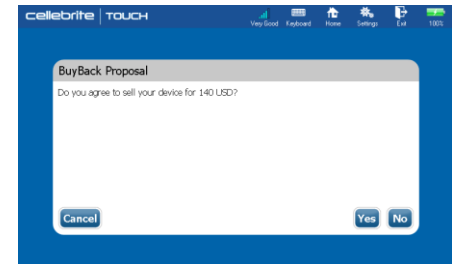 cellebrite TOUCH
Very Good Keyboard Home Settings Exit 100%
BuyBack Proposal
Do you agree to sell your device for 140 USD?
Cancel Yes No